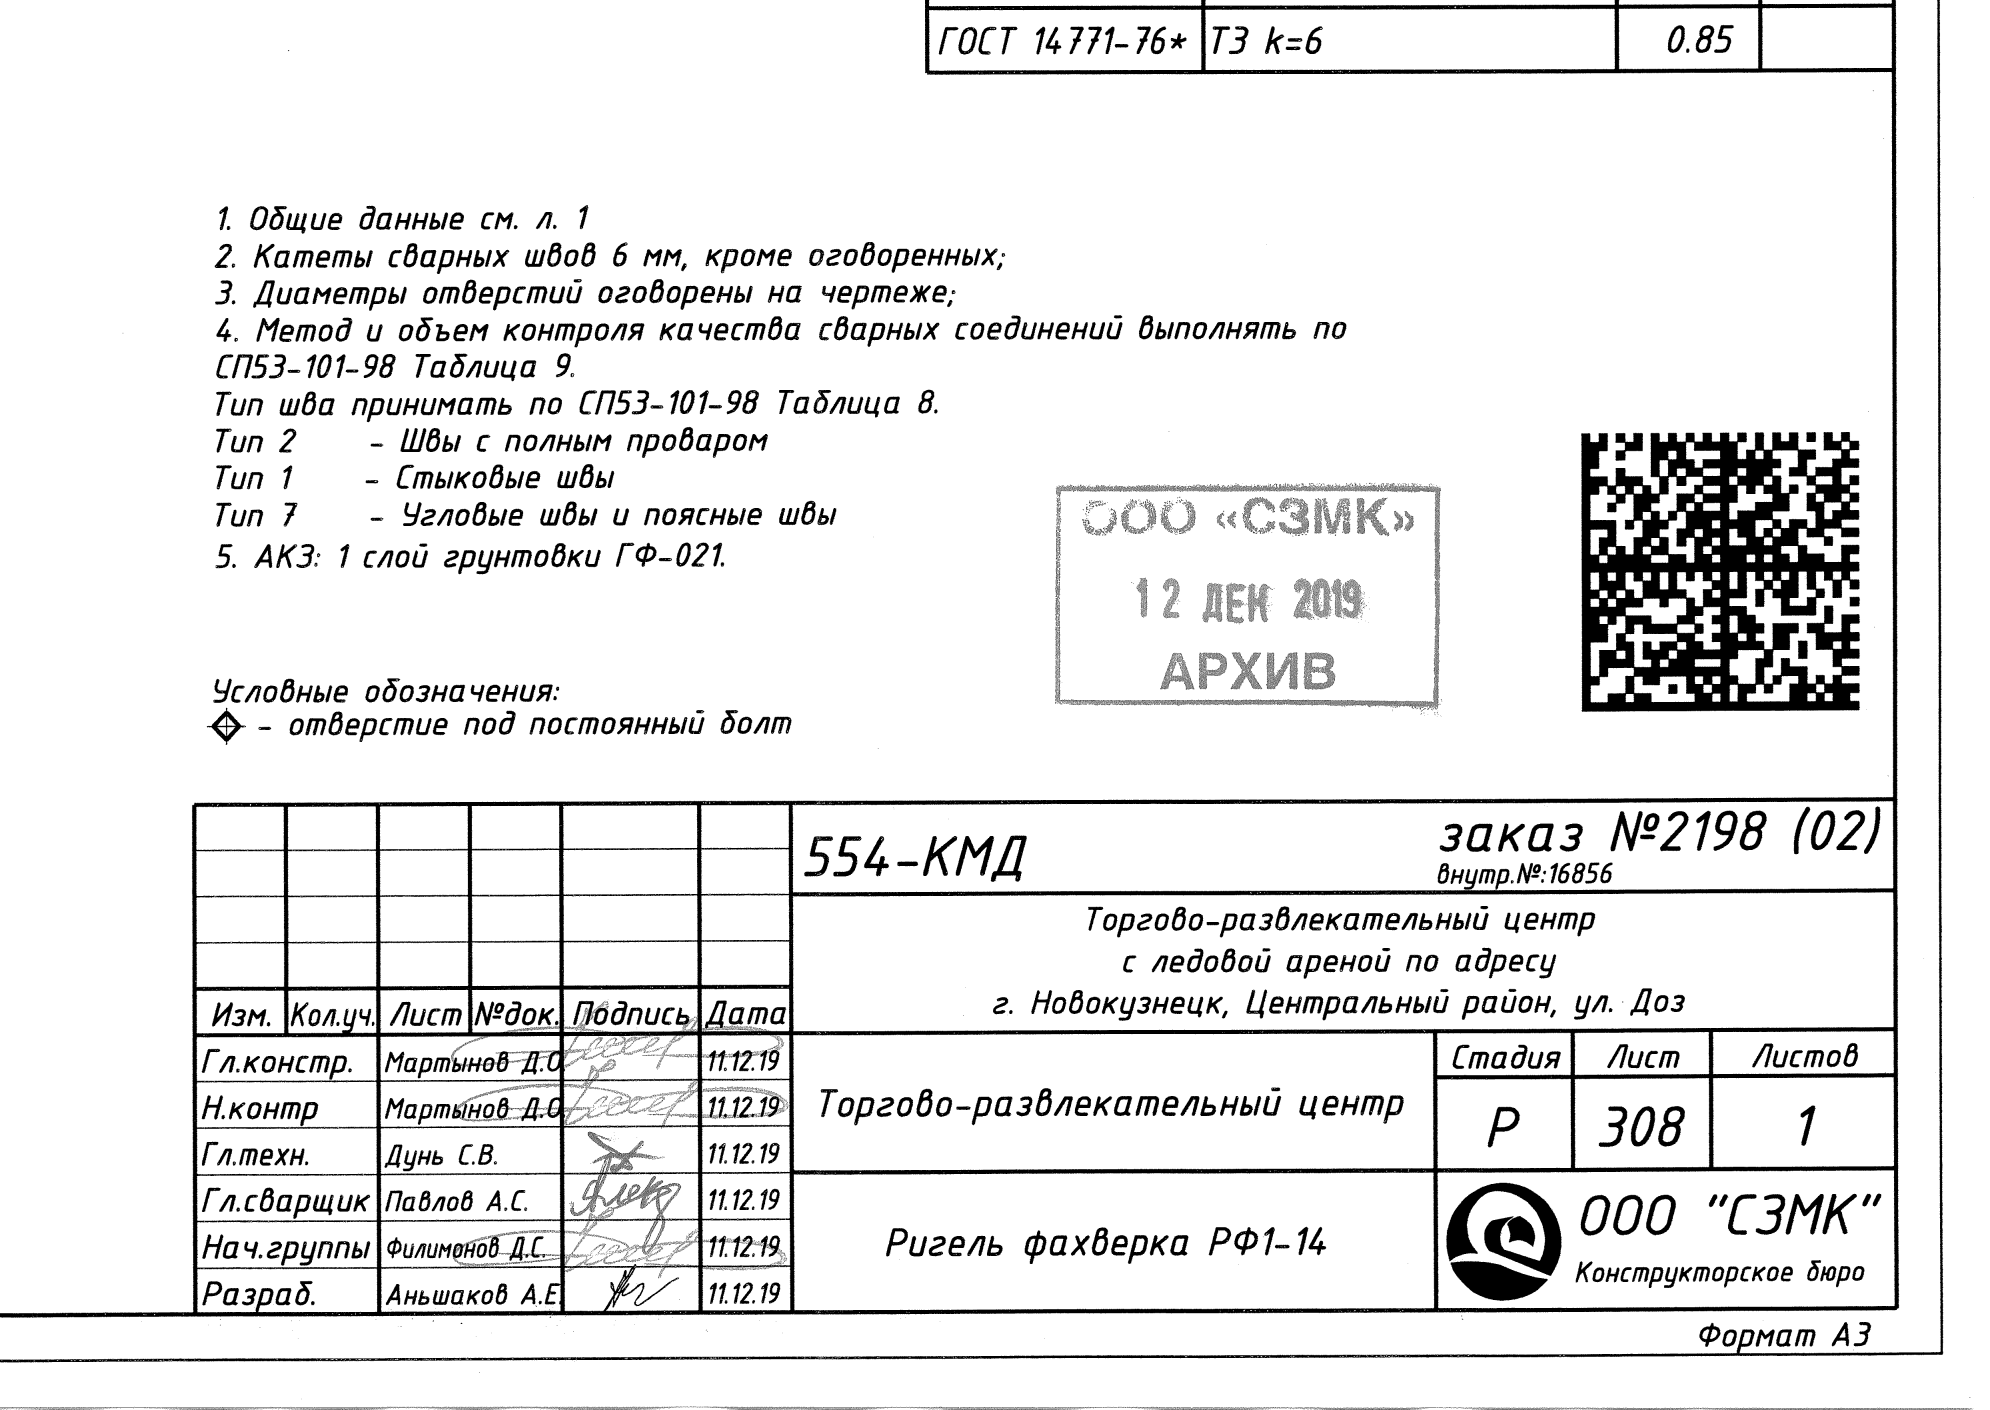 ГОСТ 14771-76* ТЗ k=6 0.85
1. Общие данные см. л. 1
2. Катеты сварных швов 6 мм, кроме оговоренных;
3. Диаметры отверстий оговорены на чертеже;
4. Метод и объем контроля качества сварных соединений выполнять по
СП53-101-98 Таблица 9.
Тип шва принимать по СП53-101-98 Таблица 8.
Тип 2 - Швы с полным проваром
Тип 1 - Стыковые швы
Тип 7 - Угловые швы и поясные швы
5. АКЗ: 1 слой грунтовки ГФ-021.
ООО «СЗМК»
12 ДЕК 2019
АРХИВ
Условные обозначения:
- отверстие под постоянный болт
554-КМД заказ №2198 (02)
внутр.№:16856
Торгово-развлекательный центр
с ледовой ареной по адресу
г. Новокузнецк, Центральный район, ул. Доз
Изм. Кол.уч. Лист №док. Подпись Дата
Гл.констр. Мартынов Д.О 11.12.19
Н.контр Мартынов Д.О 11.12.19
Гл.техн. Дунь С.В. 11.12.19
Гл.сварщик Павлов А.С. 11.12.19
Нач.группы Филимонов Д.С. 11.12.19
Разраб. Аньшаков А.Е. 11.12.19
Торгово-развлекательный центр
Стадия Лист Листов
Р 308 1
Ригель фахверка РФ1-14
ООО "СЗМК"
Конструкторское бюро
Формат А3